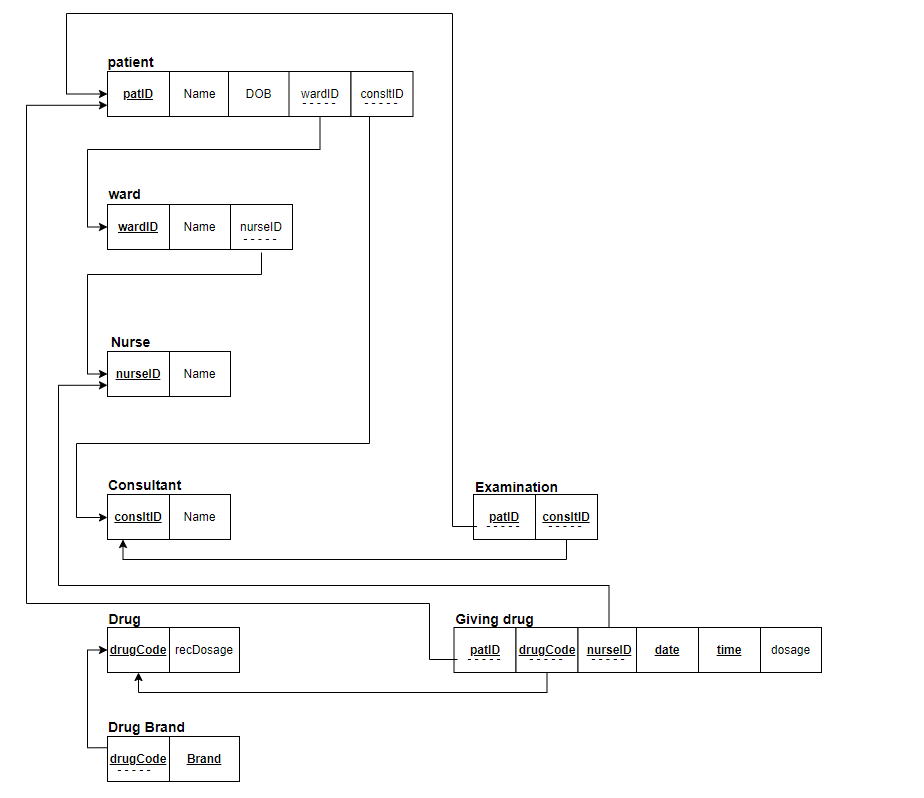 patient
patID Name DOB wardID consltID
ward
wardID Name nurseID
Nurse
nurseID Name
Consultant
consltID Name
Examination
patID consltID
Drug
drugCode recDosage
Giving drug
patID drugCode nurseID date time dosage
Drug Brand
drugCode Brand